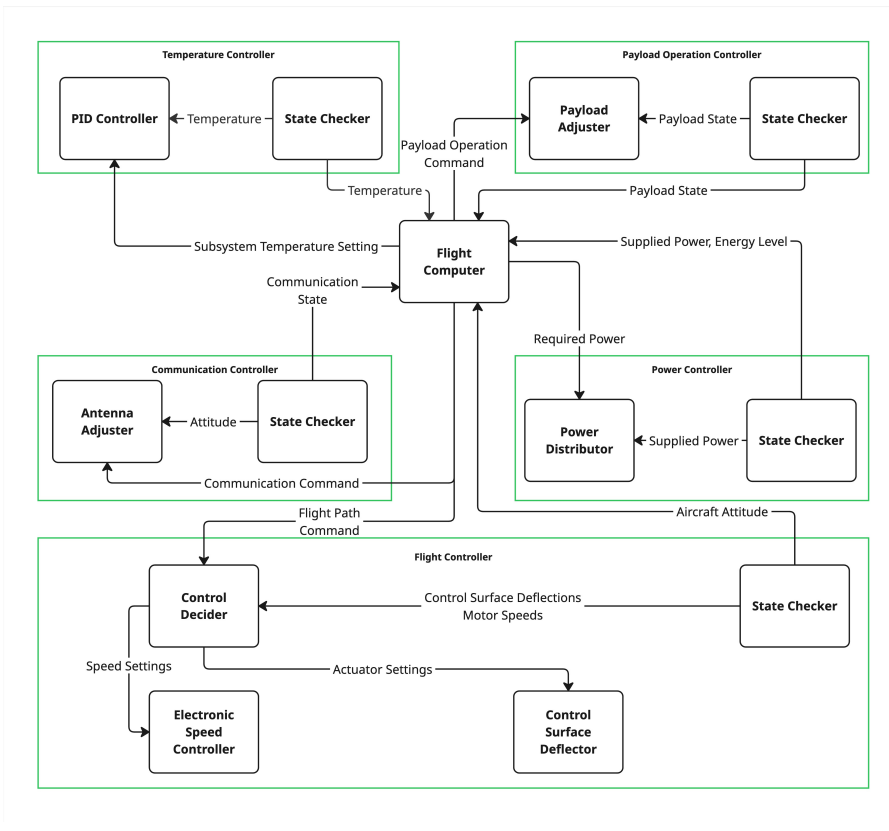 Temperature Controller
Payload Operation Controller
PID Controller
Temperature
State Checker
Payload
Adjuster
Payload State
State Checker
Payload Operation
Command
Temperature
Payload State
Subsystem Temperature Setting
Flight
Computer
Supplied Power, Energy Level
Communication
State
Required Power
Communication Controller
Power Controller
Antenna
Adjuster
Attitude
State Checker
Power
Distributor
Supplied Power
State Checker
Communication Command
Flight Path
Command
Aircraft Attitude
Flight Controller
Control
Decider
Control Surface Deflections
Motor Speeds
State Checker
Speed Settings
Actuator Settings
Electronic
Speed
Controller
Control
Surface
Deflector